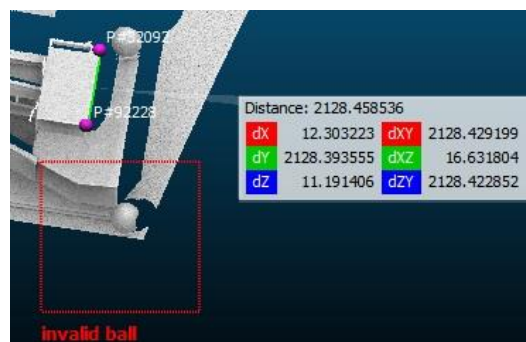 P#52092
P#92228
Distance: 2128.458536
dX 12.303223 dXY 2128.429199
dY 2128.393555 dXZ 16.631804
dZ 11.191406 dZY 2128.422852
invalid ball